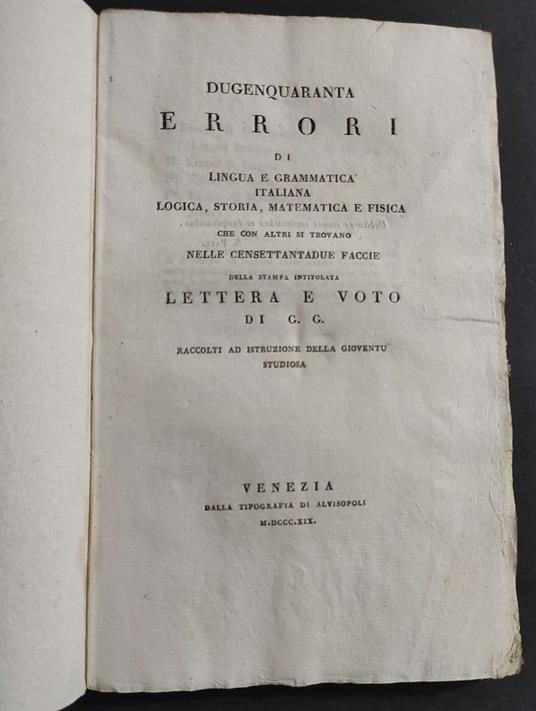 DUGENQUARANTA
ERRORI
DI
LINGUA E GRAMMATICA
ITALIANA
LOGICA, STORIA, MATEMATICA E FISICA
CHE CON ALTRI SI TROVANO
NELLE CENSETTANTADUE FACCIE
DELLA STAMPA INTITOLATA
LETTERA E VOTO
DI G. G.
RACCOLTI AD ISTRUZIONE DELLA GIOVENTU'
STUDIOSA
VENEZIA
DALLA TIPOGRAFIA DI ALVISOPOLI
M.DCCC.XIX.